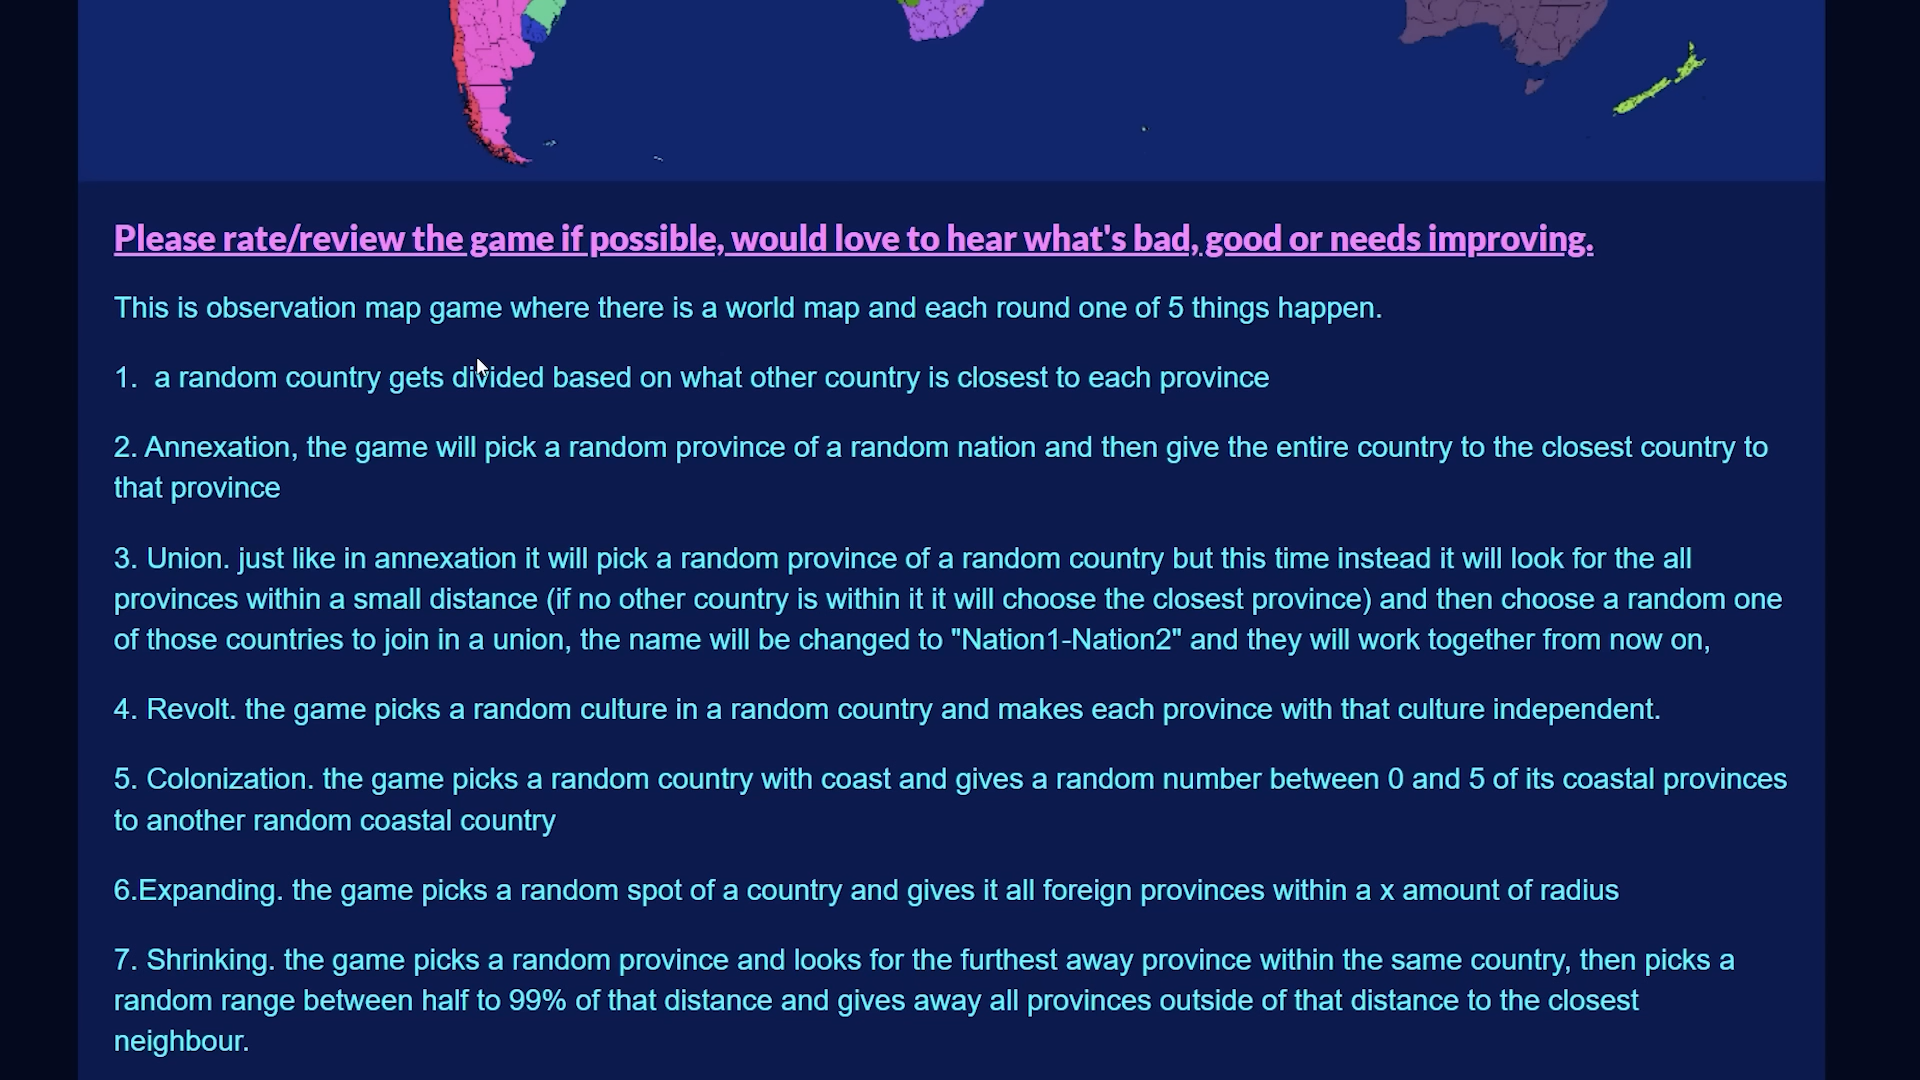 Please rate/review the game if possible, would love to hear what's bad, good or needs improving.
This is observation map game where there is a world map and each round one of 5 things happen.
1.  a random country gets divided based on what other country is closest to each province
2. Annexation, the game will pick a random province of a random nation and then give the entire country to the closest country to
that province
3. Union. just like in annexation it will pick a random province of a random country but this time instead it will look for the all
provinces within a small distance (if no other country is within it it will choose the closest province) and then choose a random one
of those countries to join in a union, the name will be changed to "Nation1-Nation2" and they will work together from now on,
4. Revolt. the game picks a random culture in a random country and makes each province with that culture independent.
5. Colonization. the game picks a random country with coast and gives a random number between 0 and 5 of its coastal provinces
to another random coastal country
6.Expanding. the game picks a random spot of a country and gives it all foreign provinces within a x amount of radius
7. Shrinking. the game picks a random province and looks for the furthest away province within the same country, then picks a
random range between half to 99% of that distance and gives away all provinces outside of that distance to the closest
neighbour.